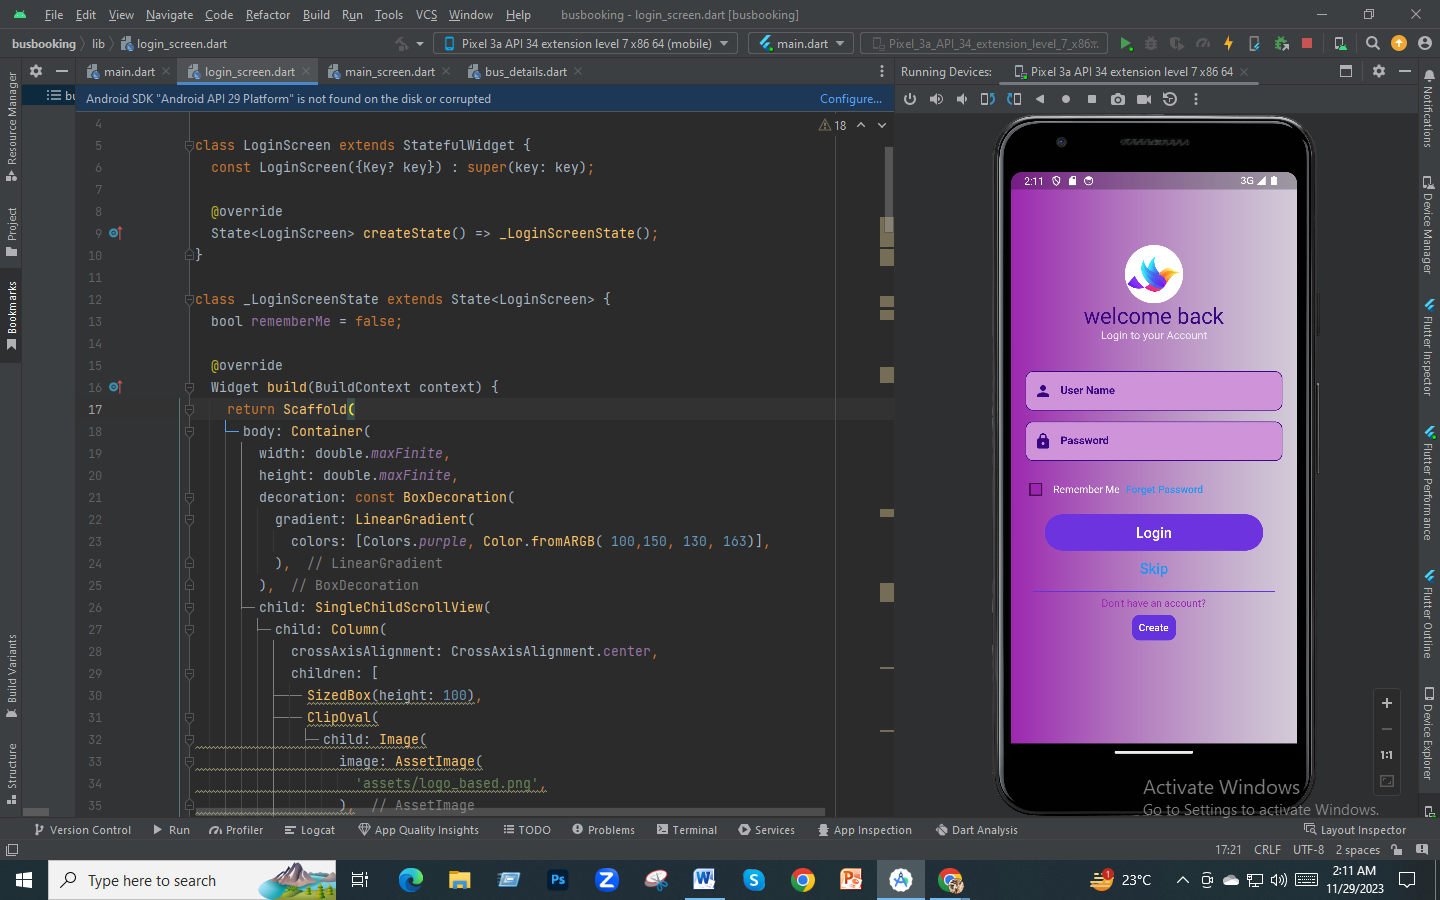 File Edit View Navigate Code Refactor Build Run Tools VCS Window Help busbooking - login_screen.dart [busbooking]
busbooking lib login_screen.dart Pixel 3a API 34 extension level 7 x86 64 (mobile) main.dart Pixel_3a_API_34_extension_level_7_x86...
main.dart login_screen.dart main_screen.dart bus_details.dart Running Devices: Pixel 3a API 34 extension level 7 x86 64
bu
Android SDK "Android API 29 Platform" is not found on the disk or corrupted Configure...
18
4
5 class LoginScreen extends StatefulWidget {
6 const LoginScreen({Key? key}) : super(key: key);
7
8 @override
9 State<LoginScreen> createState() => _LoginScreenState();
10 }
11
12 class _LoginScreenState extends State<LoginScreen> {
13 bool rememberMe = false;
14
15 @override
16 Widget build(BuildContext context) {
17 return Scaffold(
18 body: Container(
19 width: double.maxFinite,
20 height: double.maxFinite,
21 decoration: const BoxDecoration(
22 gradient: LinearGradient(
23 colors: [Colors.purple, Color.fromARGB( 100,150, 130, 163)],
24 ), // LinearGradient
25 ), // BoxDecoration
26 child: SingleChildScrollView(
27 child: Column(
28 crossAxisAlignment: CrossAxisAlignment.center,
29 children: [
30 SizedBox(height: 100),
31 ClipOval(
32 child: Image(
33 image: AssetImage(
34 'assets/logo_based.png',
35 ), // AssetImage
2:11 3G
welcome back
Login to your Account
User Name
Password
Remember Me Forget Password
Login
Skip
Don't have an account?
Create
1:1
Resource Manager
Project
Bookmarks
Build Variants
Structure
Notifications
Device Manager
Flutter Inspector
Flutter Performance
Flutter Outline
Device Explorer
Activate Windows
Go to Settings to activate Windows.
Version Control Run Profiler Logcat App Quality Insights TODO Problems Terminal Services App Inspection Dart Analysis Layout Inspector
17:21 CRLF UTF-8 2 spaces
Type here to search
Ps
1 23°C
2:11 AM
11/29/2023